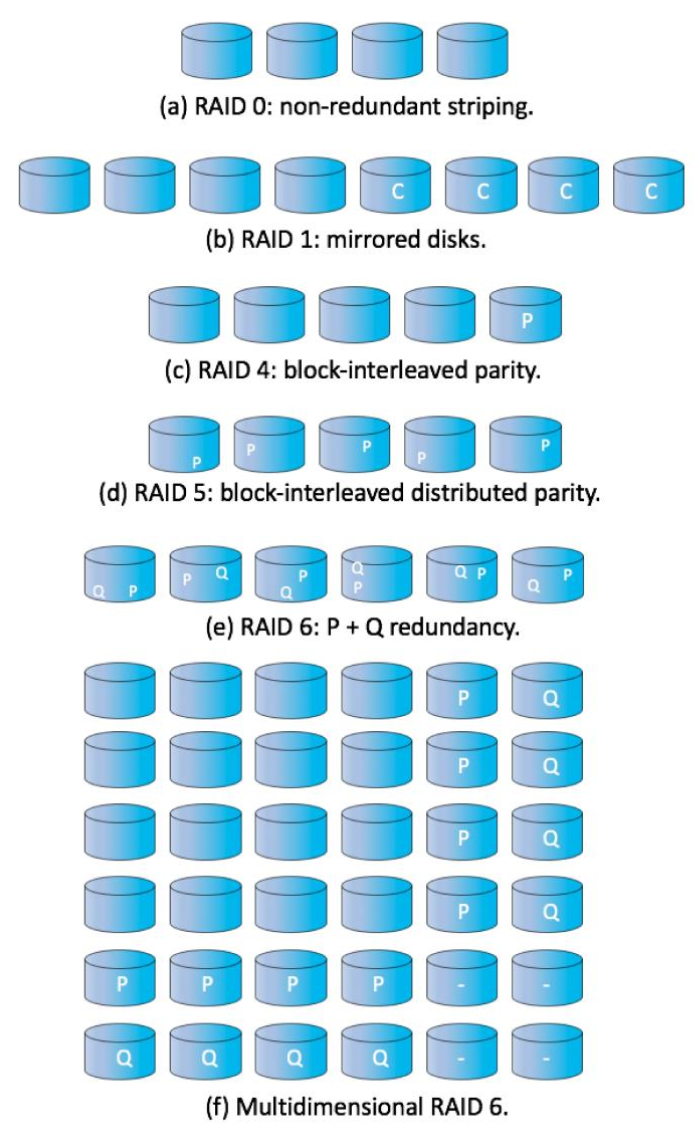 (a) RAID 0: non-redundant striping.
C C C C
(b) RAID 1: mirrored disks.
P
(c) RAID 4: block-interleaved parity.
P P P P P
(d) RAID 5: block-interleaved distributed parity.
Q P P Q Q P Q P Q P Q P
(e) RAID 6: P + Q redundancy.
P Q
P Q
P Q
P Q
P P P P - -
Q Q Q Q - -
(f) Multidimensional RAID 6.